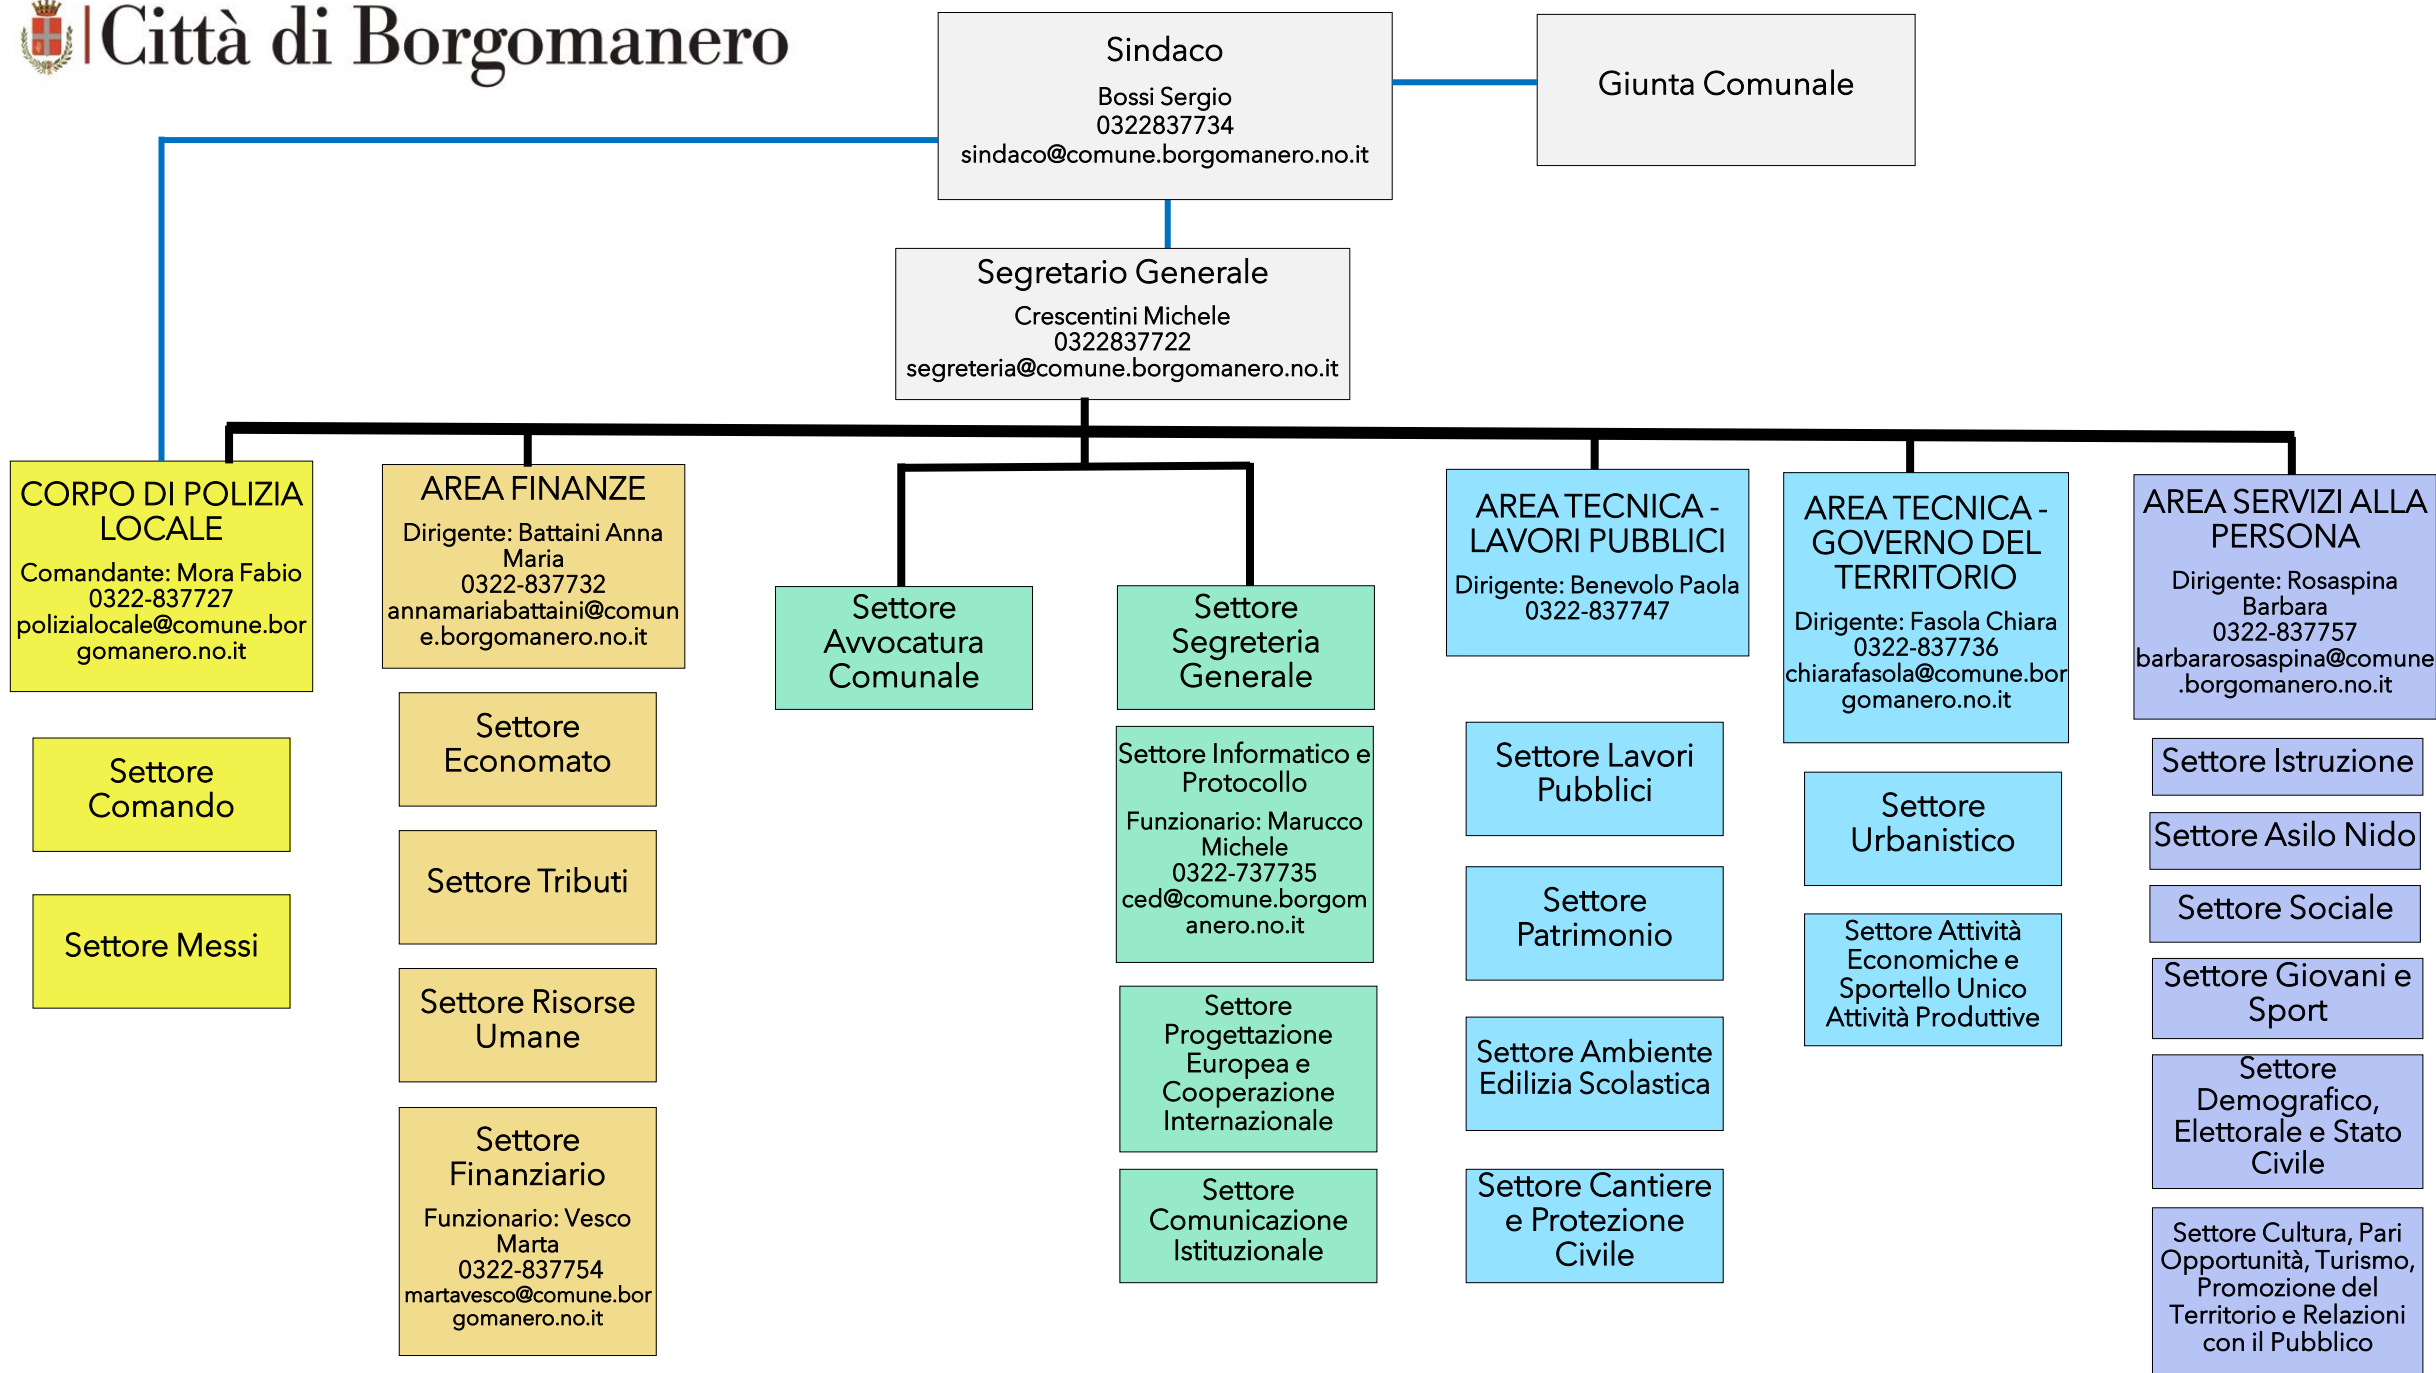 Città di Borgomanero
Sindaco
Bossi Sergio
0322837734
sindaco@comune.borgomanero.no.it
Giunta Comunale
Segretario Generale
Crescentini Michele
0322837722
segreteria@comune.borgomanero.no.it
CORPO DI POLIZIA
LOCALE
Comandante: Mora Fabio
0322-837727
polizialocale@comune.bor
gomanero.no.it
Settore
Comando
Settore Messi
AREA FINANZE
Dirigente: Battaini Anna
Maria
0322-837732
annamariabattaini@comun
e.borgomanero.no.it
Settore
Economato
Settore Tributi
Settore Risorse
Umane
Settore
Finanziario
Funzionario: Vesco
Marta
0322-837754
martavesco@comune.bor
gomanero.no.it
Settore
Avvocatura
Comunale
Settore
Segreteria
Generale
Settore Informatico e
Protocollo
Funzionario: Marucco
Michele
0322-737735
ced@comune.borgom
anero.no.it
Settore
Progettazione
Europea e
Cooperazione
Internazionale
Settore
Comunicazione
Istituzionale
AREA TECNICA -
LAVORI PUBBLICI
Dirigente: Benevolo Paola
0322-837747
Settore Lavori
Pubblici
Settore
Patrimonio
Settore Ambiente
Edilizia Scolastica
Settore Cantiere
e Protezione
Civile
AREA TECNICA -
GOVERNO DEL
TERRITORIO
Dirigente: Fasola Chiara
0322-837736
chiarafasola@comune.bor
gomanero.no.it
Settore
Urbanistico
Settore Attività
Economiche e
Sportello Unico
Attività Produttive
AREA SERVIZI ALLA
PERSONA
Dirigente: Rosaspina
Barbara
0322-837757
barbararosaspina@comune
.borgomanero.no.it
Settore Istruzione
Settore Asilo Nido
Settore Sociale
Settore Giovani e
Sport
Settore
Demografico,
Elettorale e Stato
Civile
Settore Cultura, Pari
Opportunità, Turismo,
Promozione del
Territorio e Relazioni
con il Pubblico